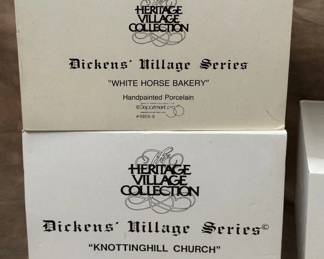 HERITAGE
VILLAGE
COLLECTION
Dickens' Village Series
"WHITE HORSE BAKERY"
Handpainted Porcelain
©Department
The
HERITAGE
VILLAGE
COLLECTION
Dickens' Village Series©
"KNOTTINGHILL CHURCH"